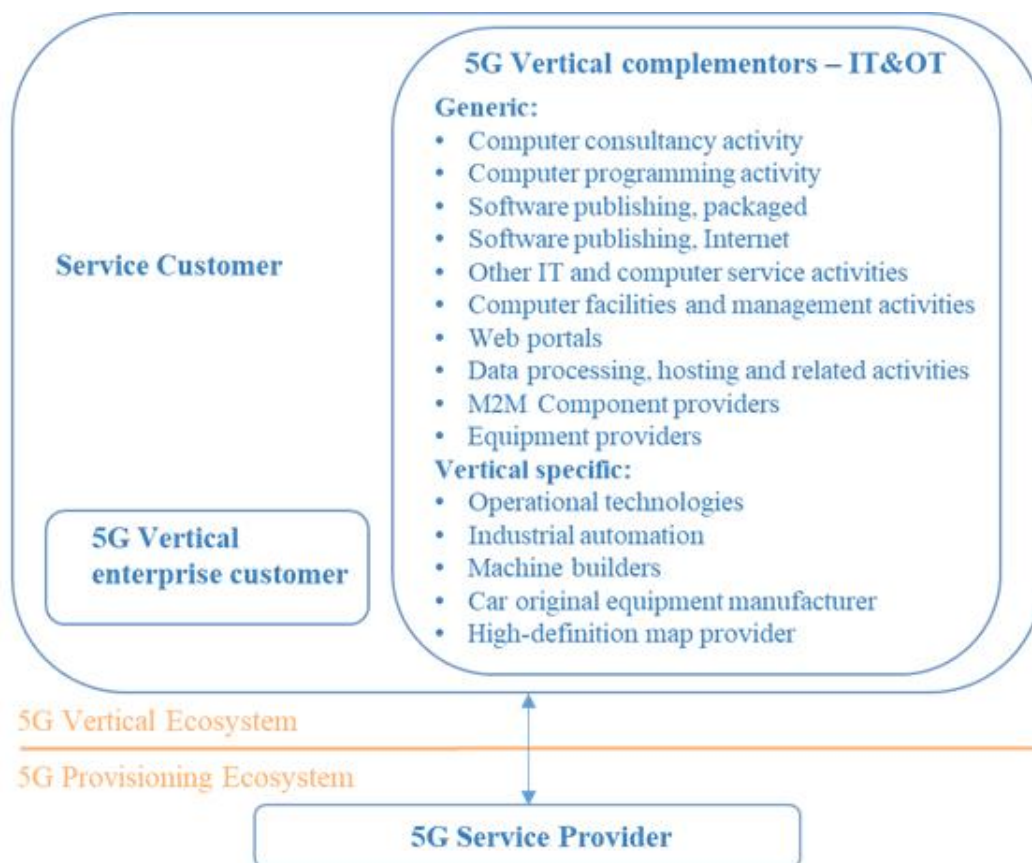 5G Vertical complementors – IT&OT
Generic:
• Computer consultancy activity
• Computer programming activity
• Software publishing, packaged
• Software publishing, Internet
• Other IT and computer service activities
• Computer facilities and management activities
• Web portals
• Data processing, hosting and related activities
• M2M Component providers
• Equipment providers
Vertical specific:
• Operational technologies
• Industrial automation
• Machine builders
• Car original equipment manufacturer
• High-definition map provider
Service Customer
5G Vertical
enterprise customer
5G Vertical Ecosystem
5G Provisioning Ecosystem
5G Service Provider